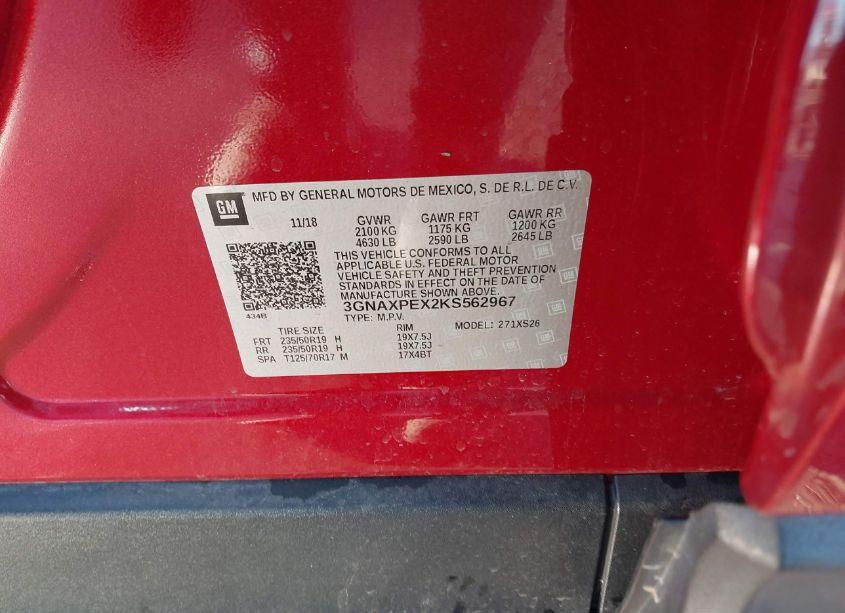 GM
MFD BY GENERAL MOTORS DE MEXICO, S. DE R.L. DE C.V.
11/18 GVWR GAWR FRT GAWR RR
2100 KG 1175 KG 1200 KG
4630 LB 2590 LB 2645 LB
THIS VEHICLE CONFORMS TO ALL
APPLICABLE U.S. FEDERAL MOTOR
VEHICLE SAFETY AND THEFT PREVENTION
STANDARDS IN EFFECT ON THE DATE OF
MANUFACTURE SHOWN ABOVE.
434B
3GNAXPEX2KS562967
TYPE: M.P.V. MODEL: 271XS26
TIRE SIZE RIM
FRT 235/50R19 H 19X7.5J
RR 235/50R19 H 19X7.5J
SPA T125/70R17 M 17X4BT